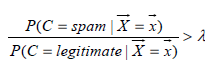 P(C = spam | X⃗ = x⃗)
P(C = legitimate | X⃗ = x⃗) > λ